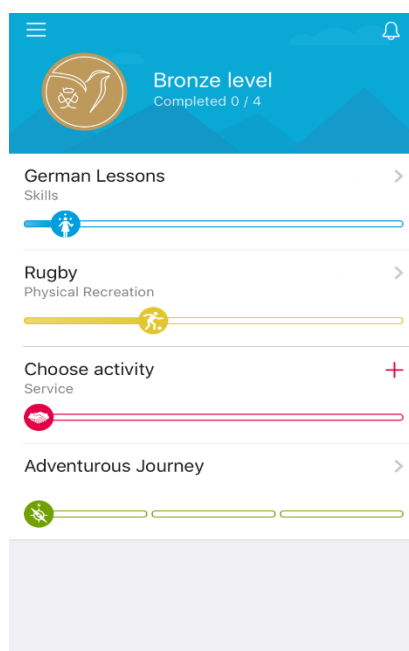 Bronze level
Completed 0 / 4
German Lessons
Skills
Rugby
Physical Recreation
Choose activity
Service
Adventurous Journey